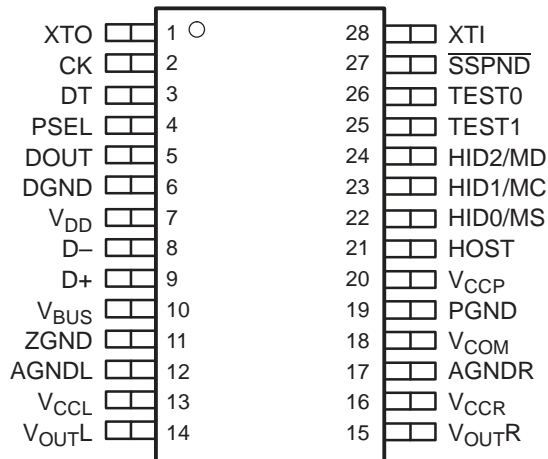 XTO 1 28 XTI
CK 2 27 SSPND
DT 3 26 TEST0
PSEL 4 25 TEST1
DOUT 5 24 HID2/MD
DGND 6 23 HID1/MC
VDD 7 22 HID0/MS
D– 8 21 HOST
D+ 9 20 VCCP
VBUS 10 19 PGND
ZGND 11 18 VCOM
AGNDL 12 17 AGNDR
VCCL 13 16 VCCR
VOUTL 14 15 VOUTR